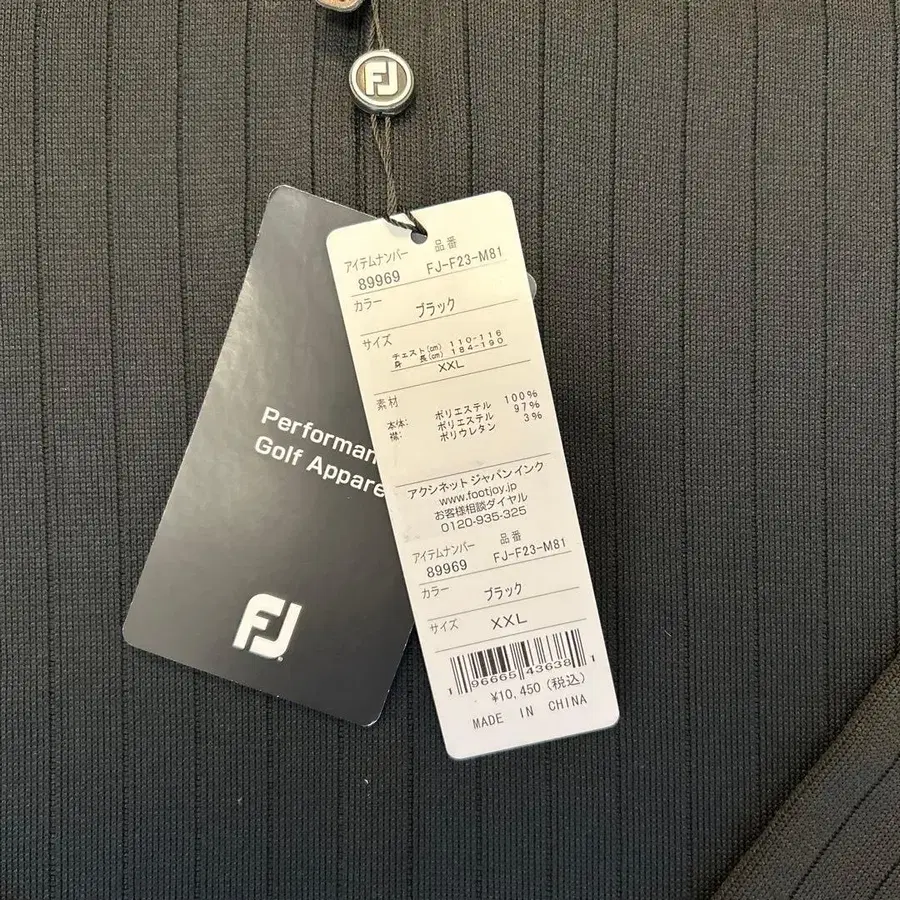 FJ
アイテムナンバー 品番
89969 FJ-F23-M81
カラー
ブラック
サイズ
チェスト(cm) 110-116
身 長(cm) 184-190
XXL
素材
本体: ポリエステル 100%
襟: ポリエステル 97%
ポリウレタン 3%
アクシネット ジャパン インク
www.footjoy.jp
お客様相談ダイヤル
0120-935-325
アイテムナンバー 品番
89969 FJ-F23-M81
カラー
ブラック
サイズ XXL
1 96665 43638 1
¥10,450 (税込)
MADE IN CHINA
Performan
Golf Appare
FJ